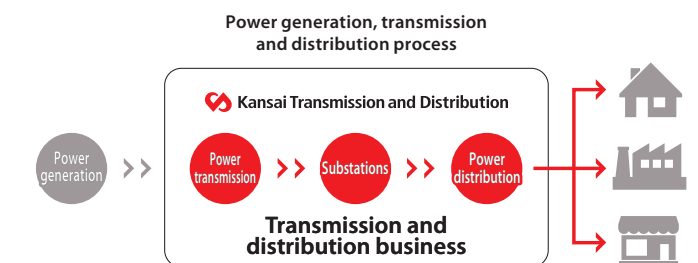 Power generation, transmission
and distribution process
Kansai Transmission and Distribution
Power
generation
Power
transmission
Substations
Power
distribution
Transmission and
distribution business